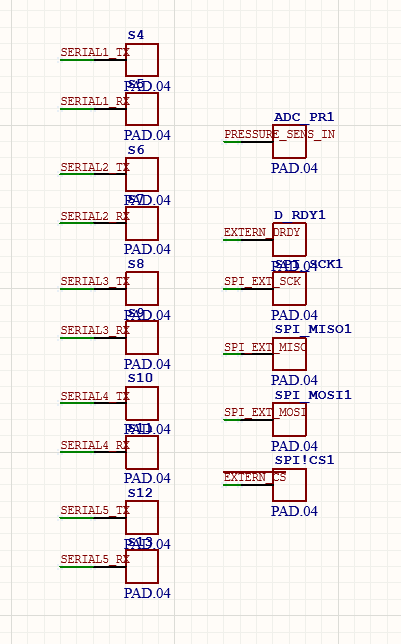 S4
SERIAL1_TX
PAD.04
S5
SERIAL1_RX
PAD.04
S6
SERIAL2_TX
PAD.04
S7
SERIAL2_RX
PAD.04
S8
SERIAL3_TX
PAD.04
S9
SERIAL3_RX
PAD.04
S10
SERIAL4_TX
PAD.04
S11
SERIAL4_RX
PAD.04
S12
SERIAL5_TX
PAD.04
S13
SERIAL5_RX
PAD.04
ADC_PR1
PRESSURE_SENS_IN
PAD.04
D_RDY1
EXTERN_DRDY
PAD.04
SPI_SCK1
SPI_EXT_SCK
PAD.04
SPI_MISO1
SPI_EXT_MISO
PAD.04
SPI_MOSI1
SPI_EXT_MOSI
PAD.04
SPI!CS1
EXTERN_CS
PAD.04